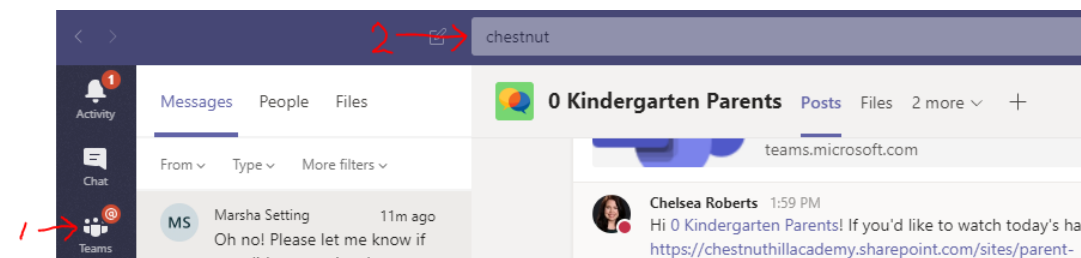 2
chestnut
1
Activity
Messages People Files
0 Kindergarten Parents Posts Files 2 more
From Type More filters
teams.microsoft.com
Chat
MS Marsha Setting 11m ago
Oh no! Please let me know if
Chelsea Roberts 1:59 PM
Hi 0 Kindergarten Parents! If you'd like to watch today's ha
https://chestnuthillacademy.sharepoint.com/sites/parent-
1
@
Teams